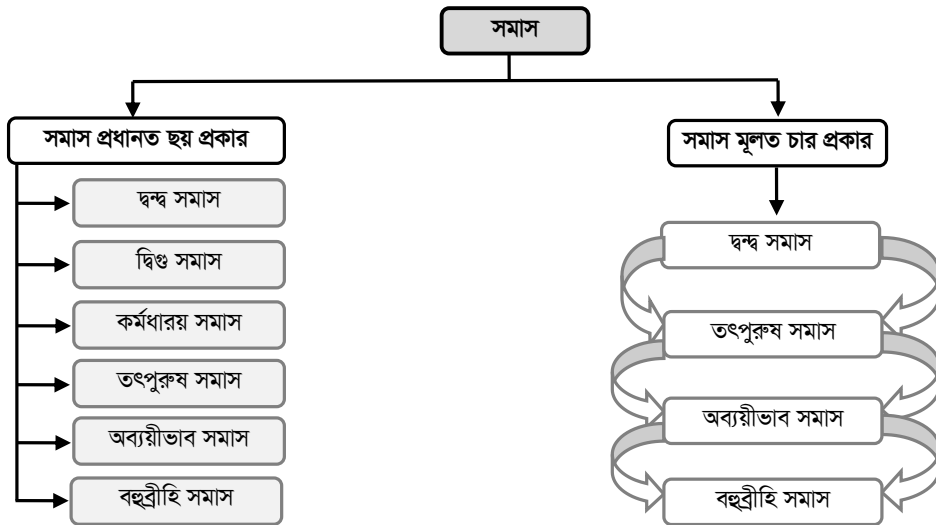 সমাস
সমাস প্রধানত ছয় প্রকার
দ্বন্দ্ব সমাস
দ্বিগু সমাস
কর্মধারয় সমাস
তৎপুরুষ সমাস
অব্যয়ীভাব সমাস
বহুব্রীহি সমাস
সমাস মূলত চার প্রকার
দ্বন্দ্ব সমাস
তৎপুরুষ সমাস
অব্যয়ীভাব সমাস
বহুব্রীহি সমাস